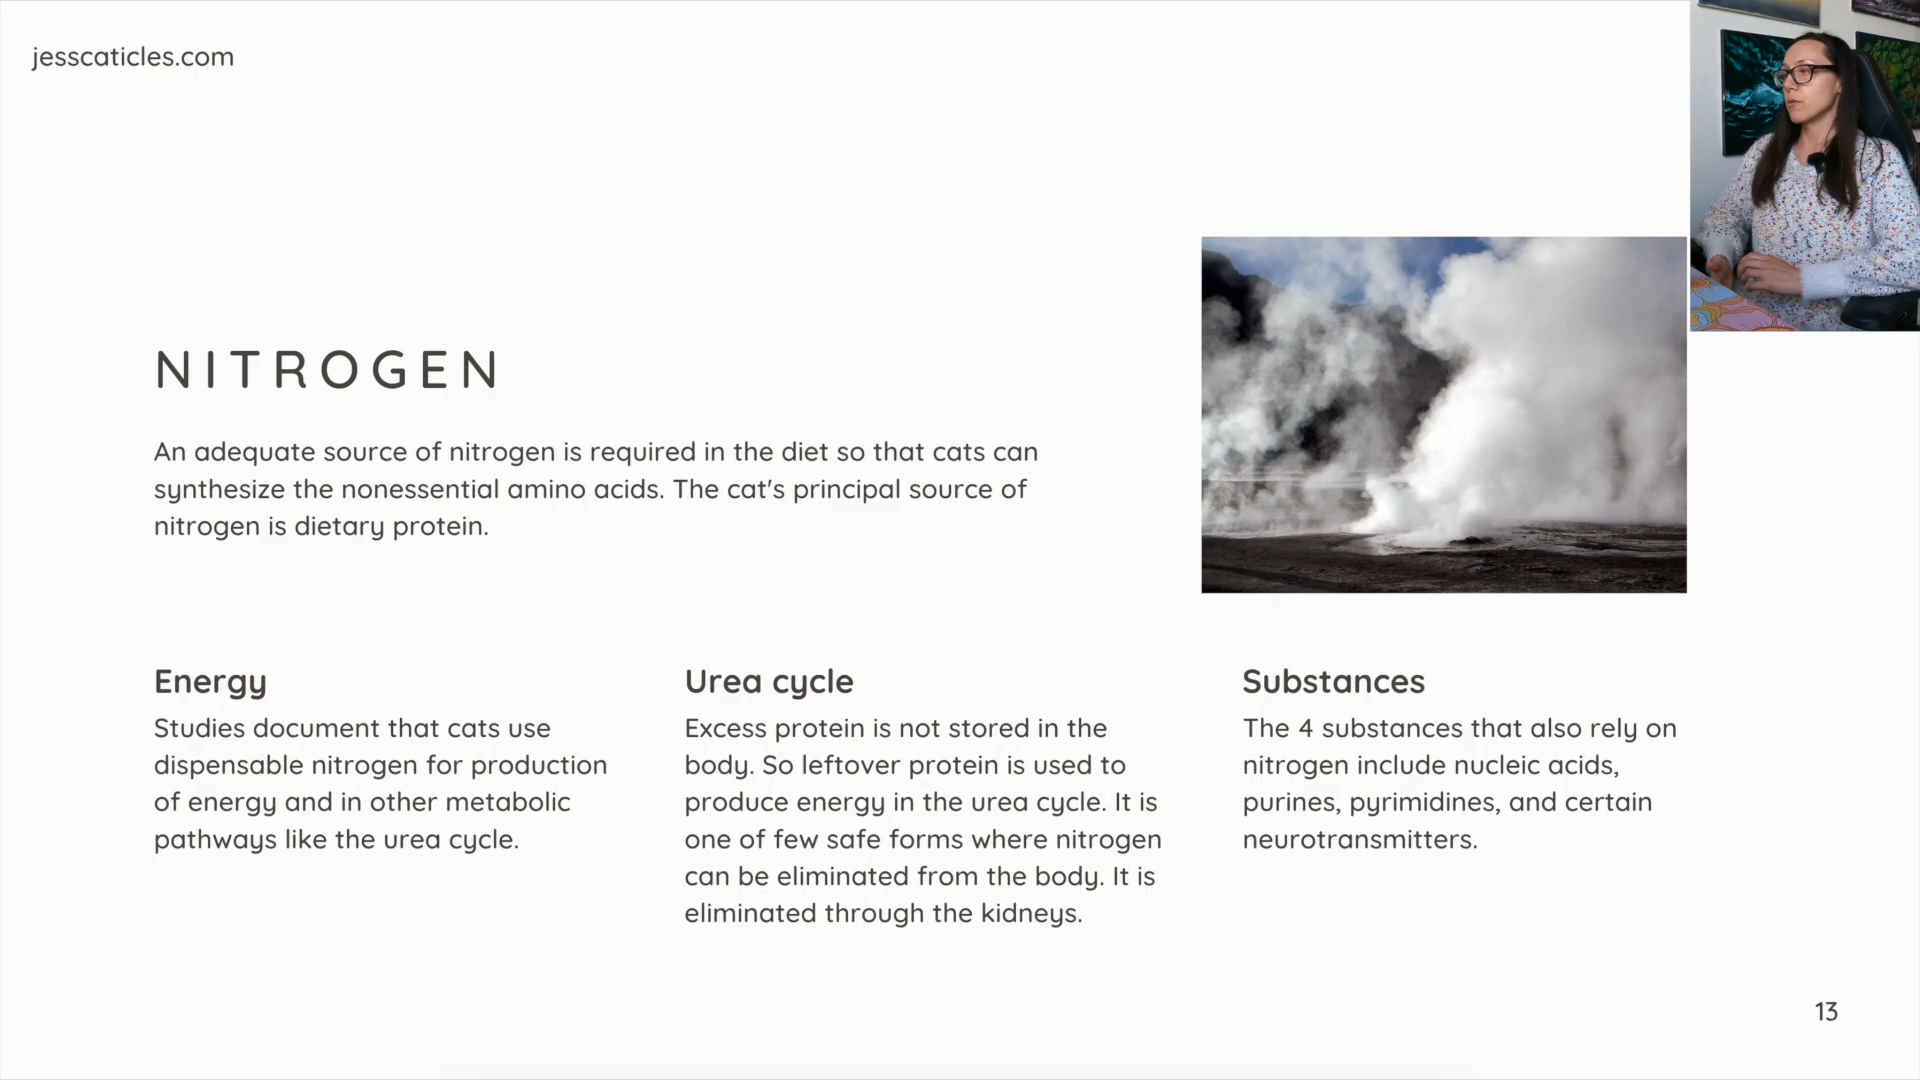 jesscaticles.com
NITROGEN
An adequate source of nitrogen is required in the diet so that cats can
synthesize the nonessential amino acids. The cat's principal source of
nitrogen is dietary protein.
Energy
Studies document that cats use
dispensable nitrogen for production
of energy and in other metabolic
pathways like the urea cycle.
Urea cycle
Excess protein is not stored in the
body. So leftover protein is used to
produce energy in the urea cycle. It is
one of few safe forms where nitrogen
can be eliminated from the body. It is
eliminated through the kidneys.
Substances
The 4 substances that also rely on
nitrogen include nucleic acids,
purines, pyrimidines, and certain
neurotransmitters.
13